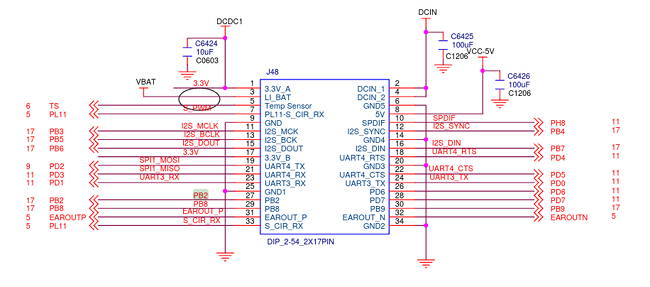 DCDC1
DCIN
C6424
10uF
C0603
C6425
100uF
C1206
VCC-5V
C6426
100uF
C1206
VBAT
J48
3.3V
1 3.3V_A DCIN_1 2
3 LI_BAT DCIN_2 4
6 TS 5 Temp Sensor GND5 6
5 PL11 S_PWM 7 PL11-S_CIR_RX 5V 8
9 GND SPDIF 10 SPDIF PH8 11
17 PB3 I2S_MCLK 11 I2S_MCK I2S_SYNC 12 I2S_SYNC PB4 17
17 PB5 I2S_BCLK 13 I2S_BCK GND4 14
17 PB6 I2S_DOUT 15 I2S_DOUT I2S_DIN 16 I2S_DIN PB7 17
3.3V 17 3.3V_B UART4_RTS 18 UART4_RTS PD4 11
9 PD2 SPI1_MOSI 19 UART4_TX GND3 20
11 PD3 SPI1_MISO 21 UART4_RX UART4_CTS 22 UART4_CTS PD5 11
11 PD1 UART3_RX 23 UART3_RX UART3_TX 24 UART3_TX PD0 11
25 GND1 PD6 26 PD6 11
17 PB2 PB2 27 PB2 PD7 28 PD7 11
17 PB8 PB8 29 PB8 PB9 30 PB9 17
5 EAROUTP EAROUT_P 31 EAROUT_P EAROUT_N 32 EAROUTN 5
5 PL11 S_CIR_RX 33 S_CIR_RX GND2 34
DIP_2-54_2X17PIN